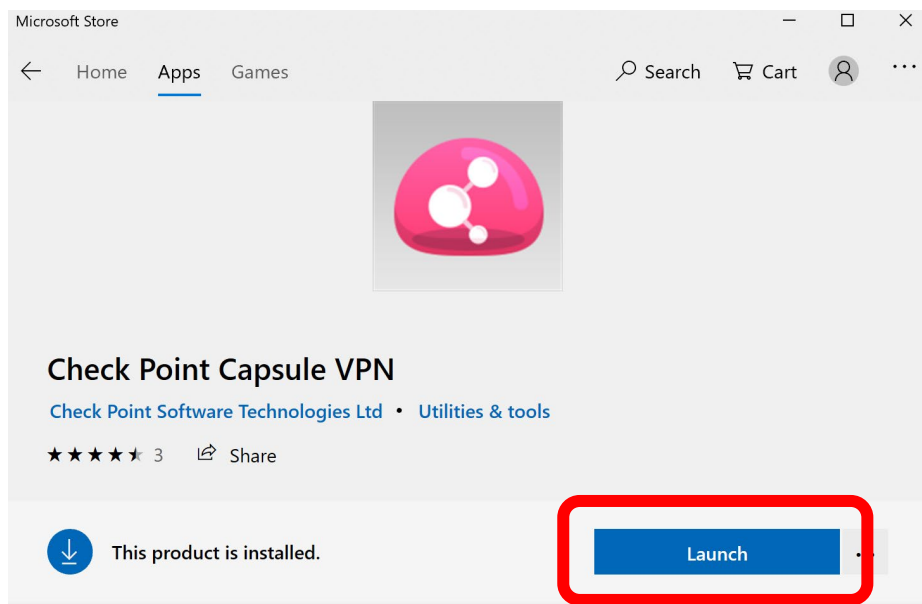 Microsoft Store
Home Apps Games Search Cart
Check Point Capsule VPN
Check Point Software Technologies Ltd • Utilities & tools
3 Share
This product is installed. Launch